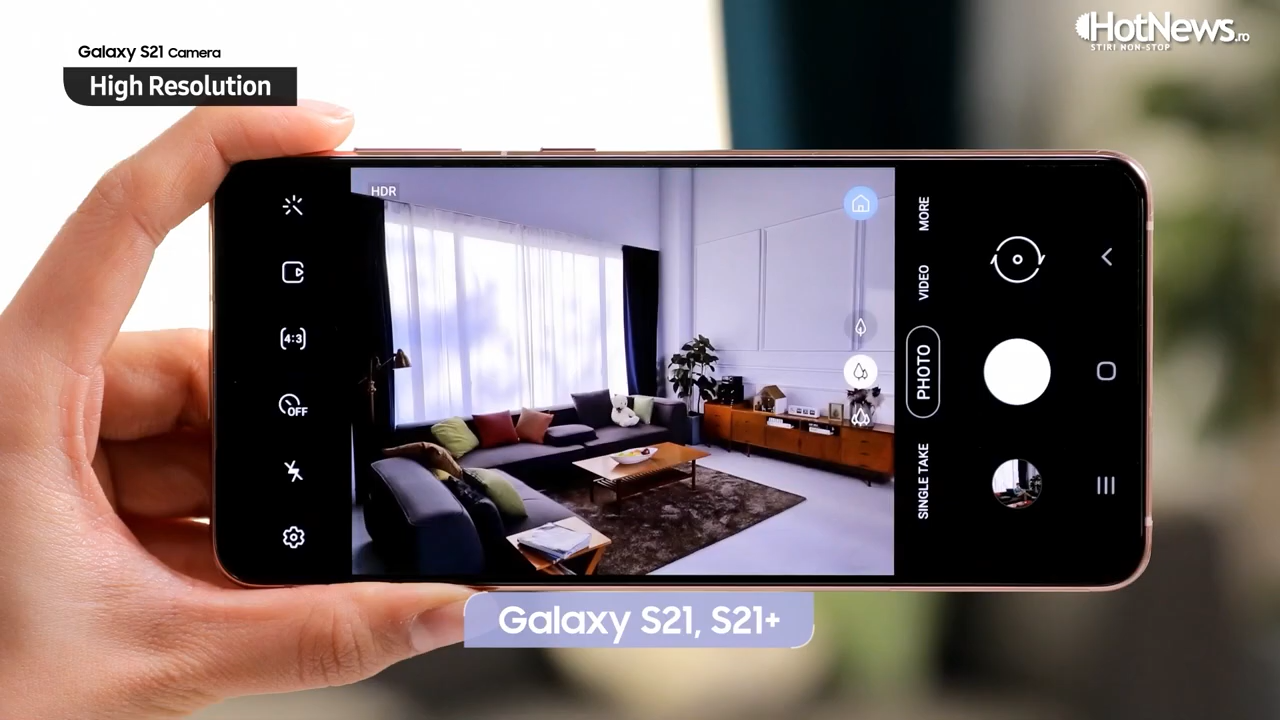 Galaxy S21 Camera
High Resolution
HotNews.ro
STIRI NON-STOP
HDR
4:3
OFF
MORE
VIDEO
PHOTO
SINGLE TAKE
Galaxy S21, S21+